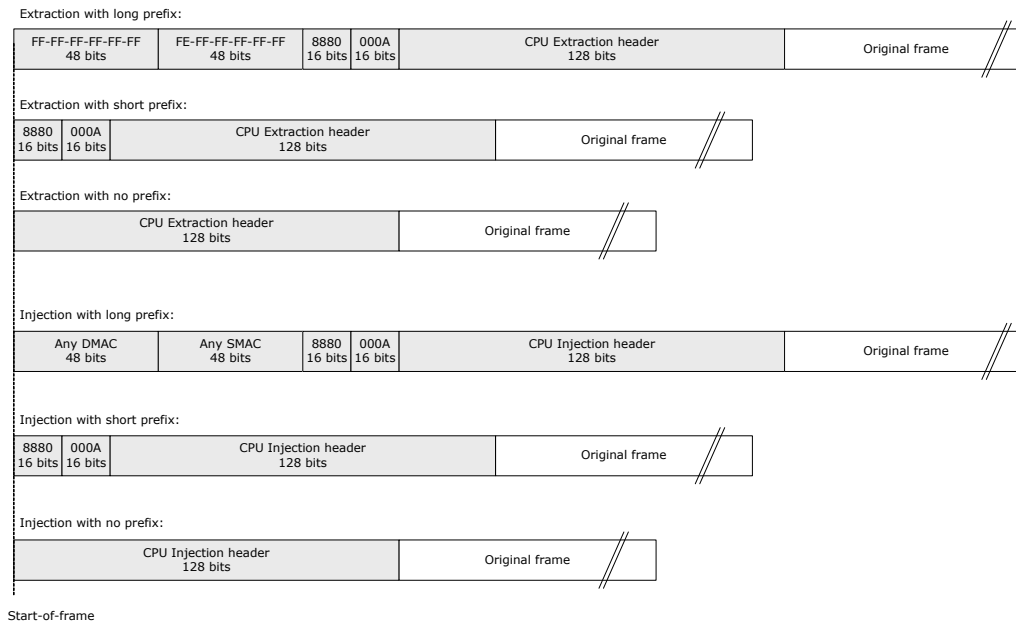 Extraction with long prefix:
FF-FF-FF-FF-FF-FF FE-FF-FF-FF-FF-FF 8880 000A CPU Extraction header
48 bits 48 bits 16 bits 16 bits 128 bits Original frame
Extraction with short prefix:
8880 000A CPU Extraction header
16 bits 16 bits 128 bits Original frame
Extraction with no prefix:
CPU Extraction header
128 bits Original frame
Injection with long prefix:
Any DMAC Any SMAC 8880 000A CPU Injection header
48 bits 48 bits 16 bits 16 bits 128 bits Original frame
Injection with short prefix:
8880 000A CPU Injection header
16 bits 16 bits 128 bits Original frame
Injection with no prefix:
CPU Injection header
128 bits Original frame
Start-of-frame